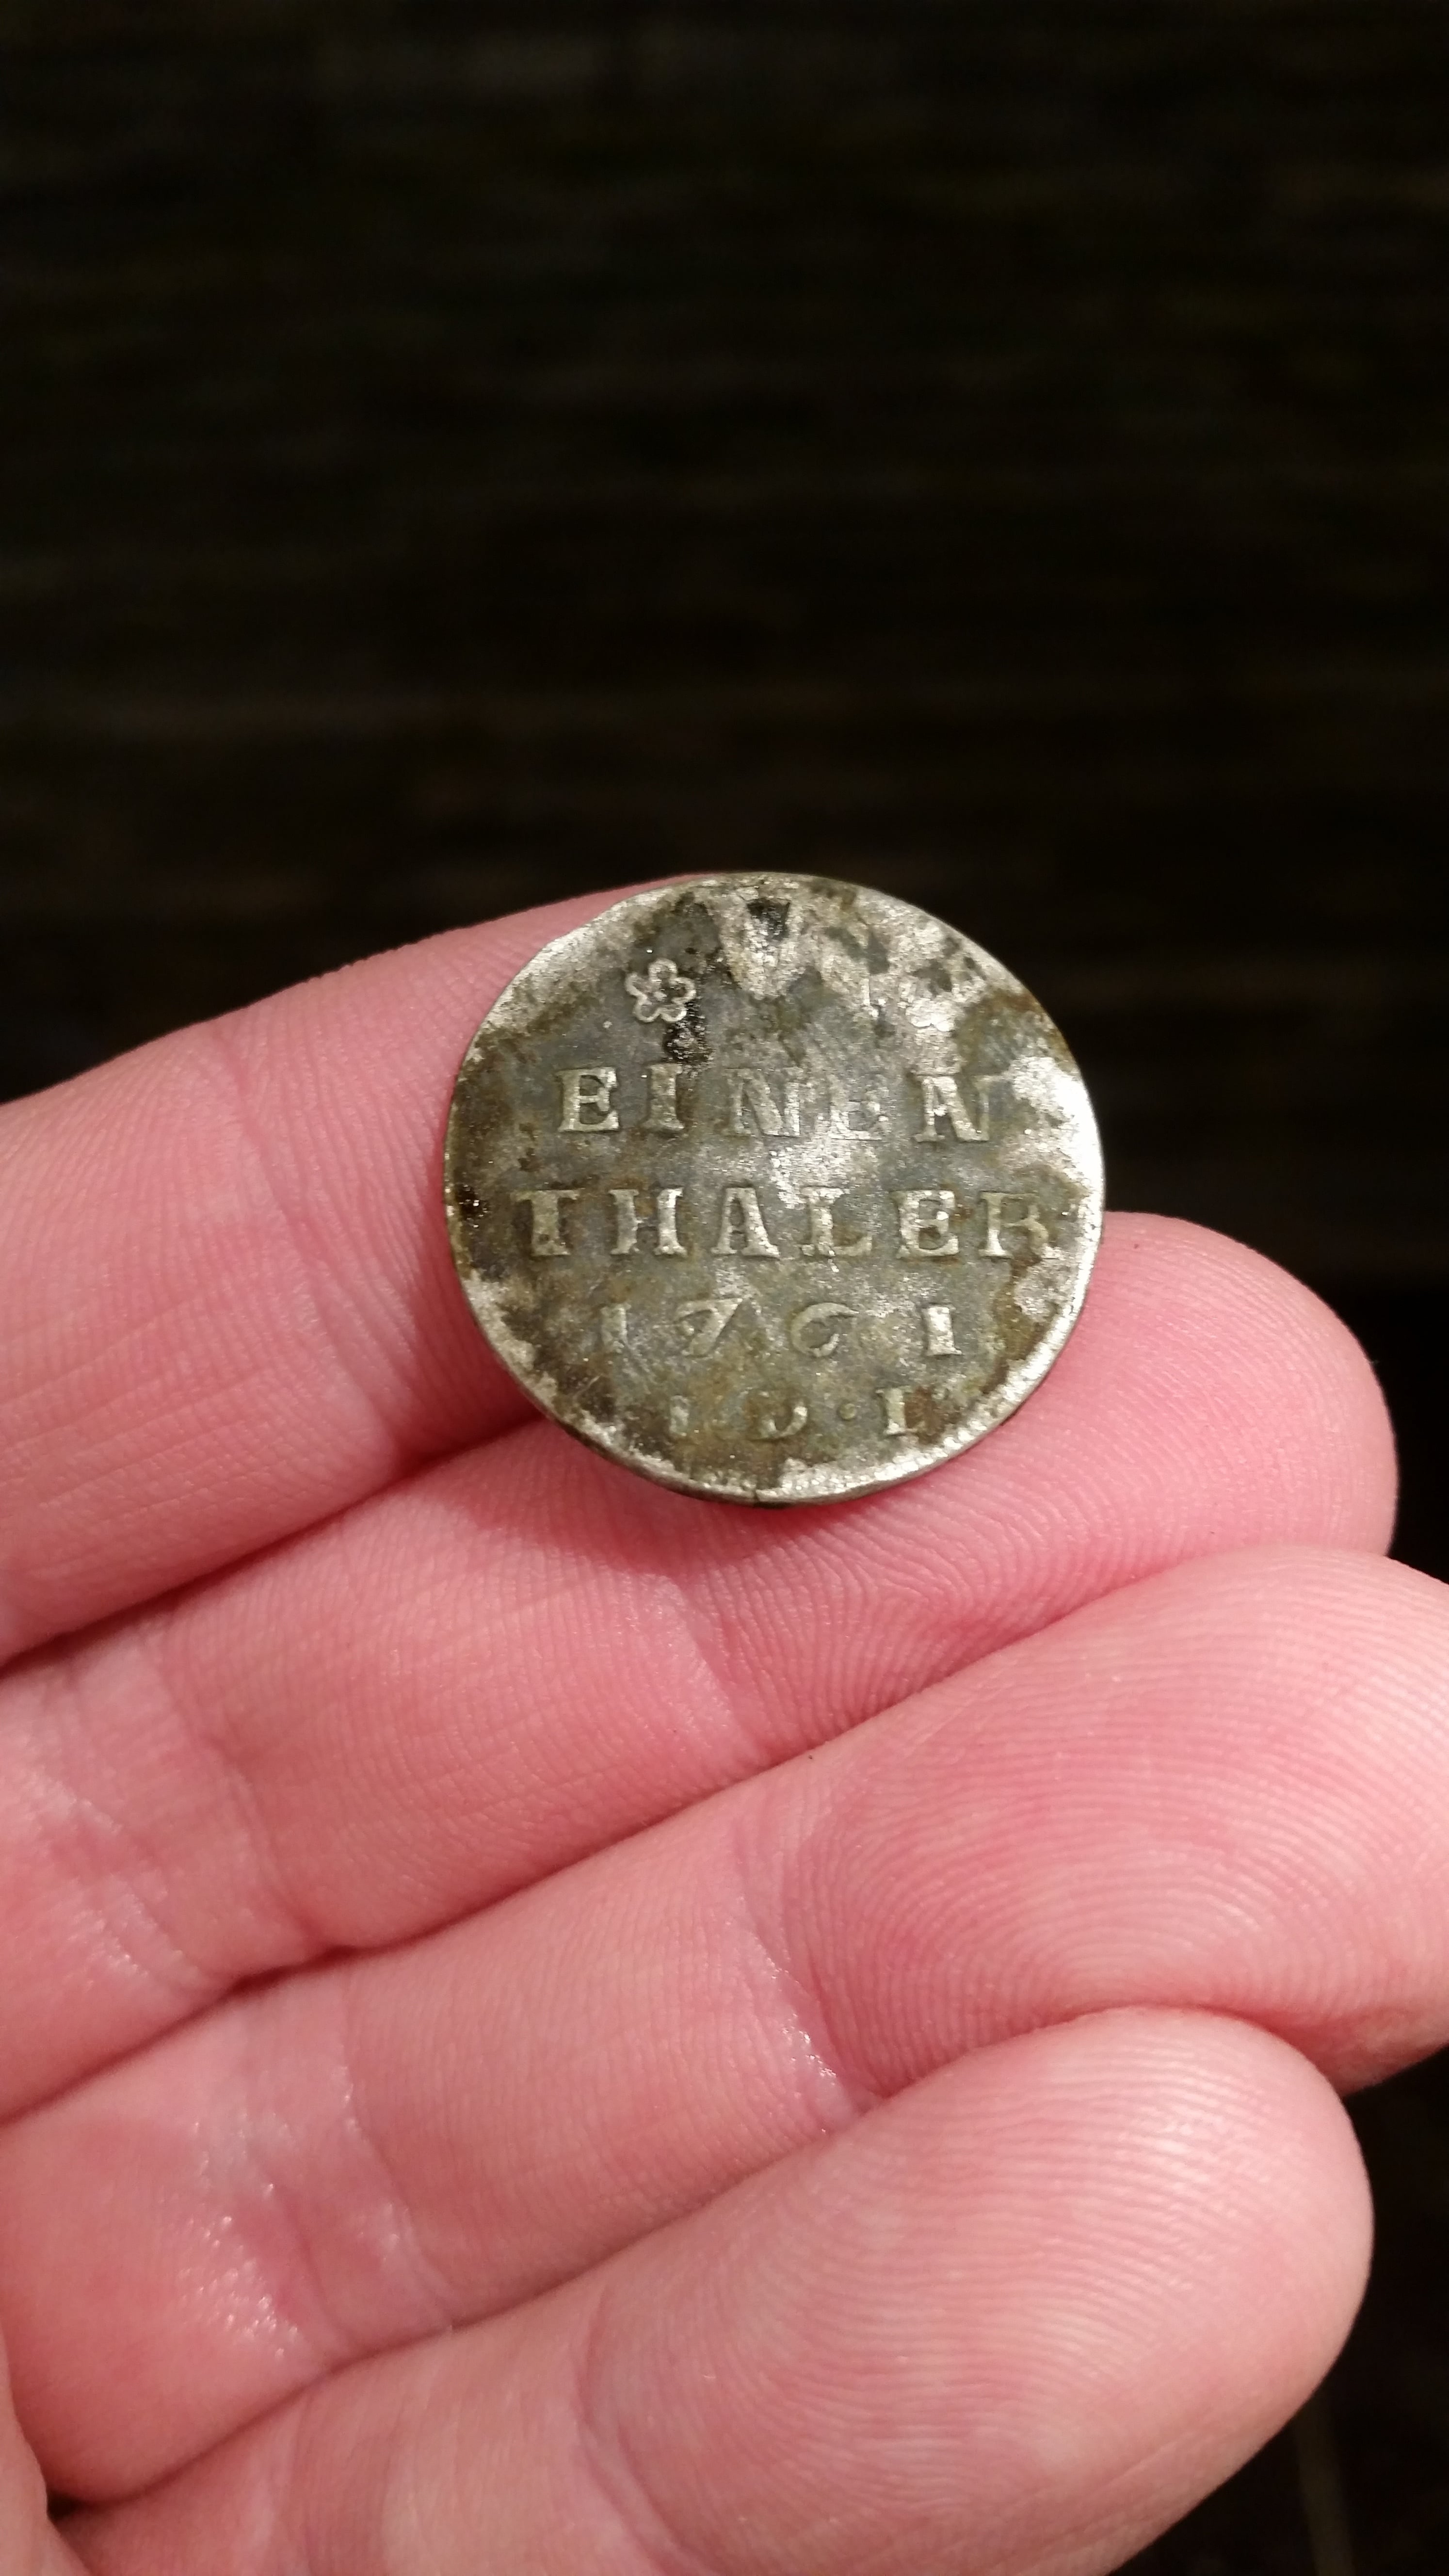 EINEN
THALER
1761
I.D.B.